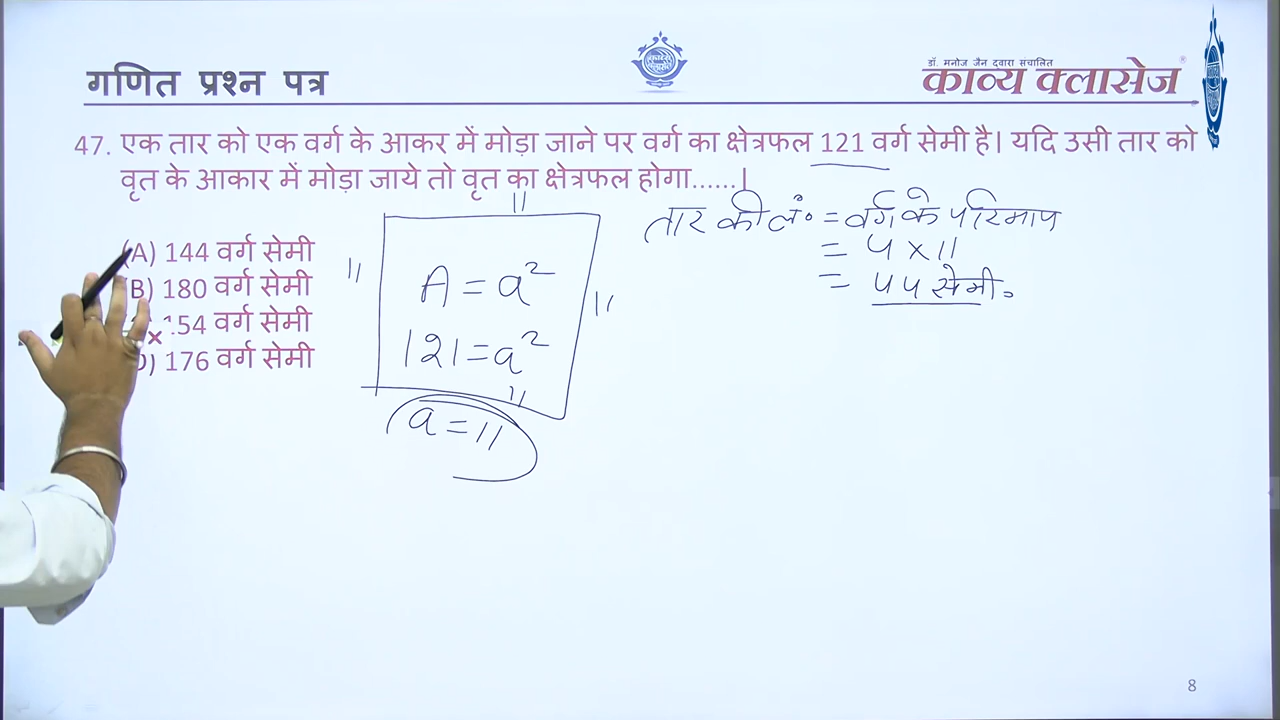 गणित प्रश्न पत्र
डॉ. मनोज जैन द्वारा संचालित
काव्य क्लासेज
47. एक तार को एक वर्ग के आकर में मोड़ा जाने पर वर्ग का क्षेत्रफल 121 वर्ग सेमी है। यदि उसी तार को
वृत के आकार में मोड़ा जाये तो वृत का क्षेत्रफल होगा......।
(A) 144 वर्ग सेमी
(B) 180 वर्ग सेमी
154 वर्ग सेमी
D) 176 वर्ग सेमी
11
11
11
11
A = a²
121 = a²
a = 11
तार की लं० = वर्ग के परिमाप
= 4 × 11
= 44 सेमी.
8